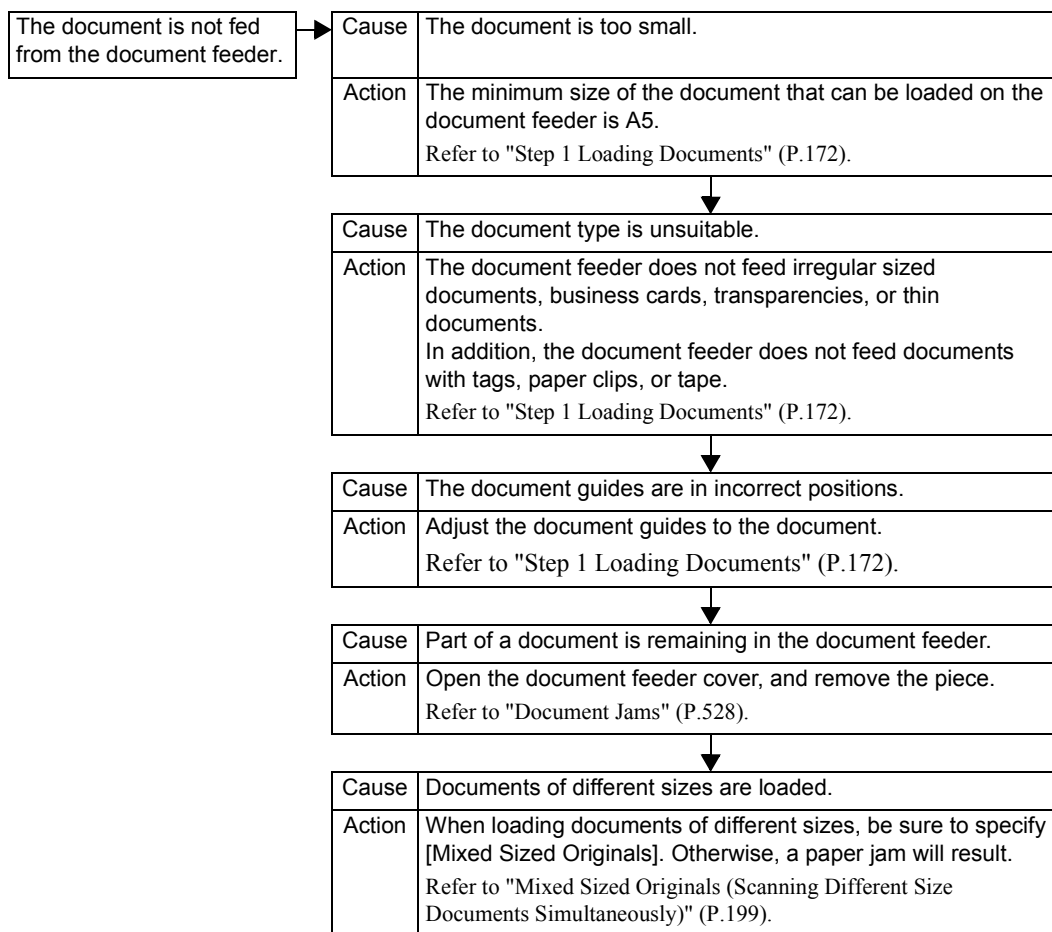 The document is not fed
from the document feeder.
Cause The document is too small.
Action The minimum size of the document that can be loaded on the
document feeder is A5.
Refer to "Step 1 Loading Documents" (P.172).
Cause The document type is unsuitable.
Action The document feeder does not feed irregular sized
documents, business cards, transparencies, or thin
documents.
In addition, the document feeder does not feed documents
with tags, paper clips, or tape.
Refer to "Step 1 Loading Documents" (P.172).
Cause The document guides are in incorrect positions.
Action Adjust the document guides to the document.
Refer to "Step 1 Loading Documents" (P.172).
Cause Part of a document is remaining in the document feeder.
Action Open the document feeder cover, and remove the piece.
Refer to "Document Jams" (P.528).
Cause Documents of different sizes are loaded.
Action When loading documents of different sizes, be sure to specify
[Mixed Sized Originals]. Otherwise, a paper jam will result.
Refer to "Mixed Sized Originals (Scanning Different Size
Documents Simultaneously)" (P.199).